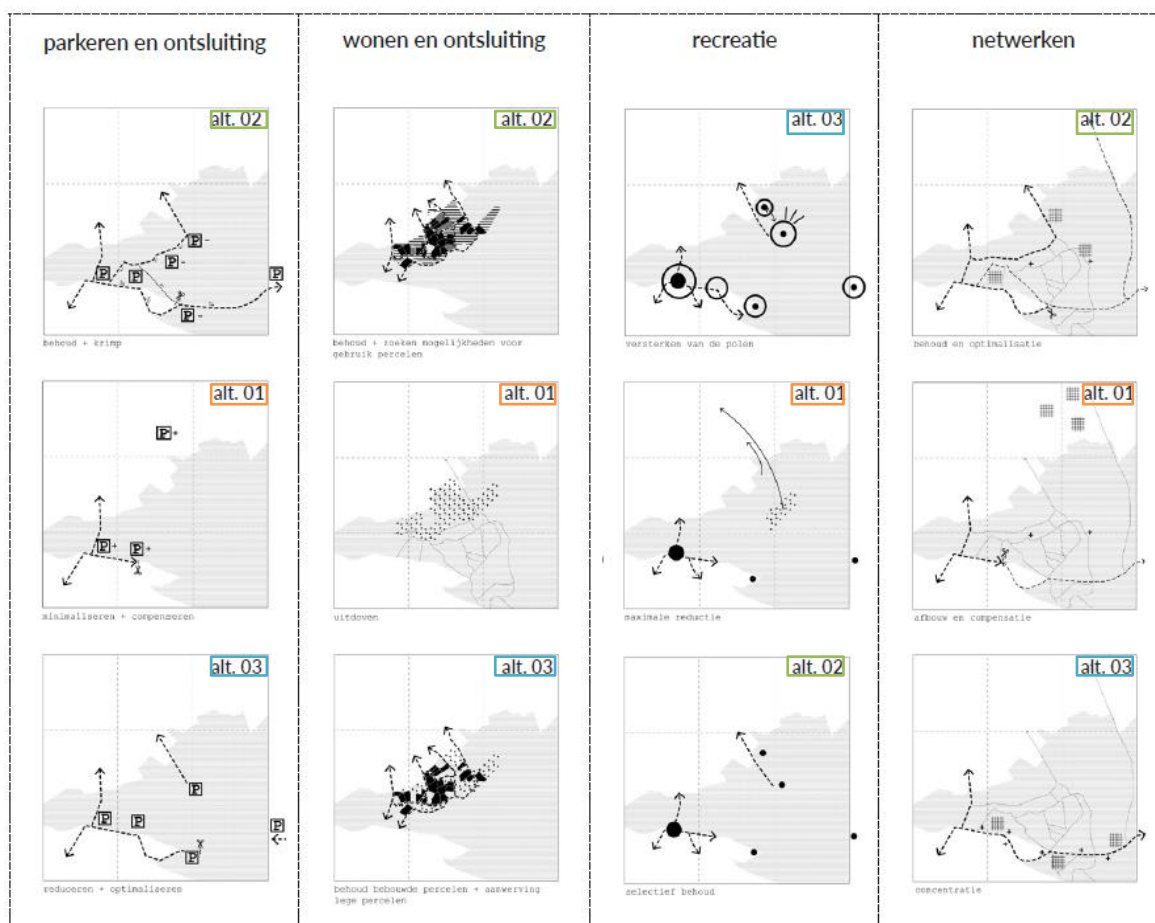 parkeren en ontsluiting
wonen en ontsluiting
recreatie
netwerken
alt. 02
alt. 02
alt. 03
alt. 02
P -
P -
P
P
P
P -
behoud + krimp
behoud + zoeken mogelijkheden voor
gebruik percelen
versterken van de polen
behoud en optimalisatie
alt. 01
alt. 01
alt. 01
alt. 01
P +
P +
P +
minimaliseren + compenseren
uitdoven
maximale reductie
afbouw en compensatie
alt. 03
alt. 03
alt. 02
alt. 03
P
P
P
P
P
reduceren + optimaliseren
behoud bebouwde percelen + aanwerving
lege percelen
selectief behoud
concentratie